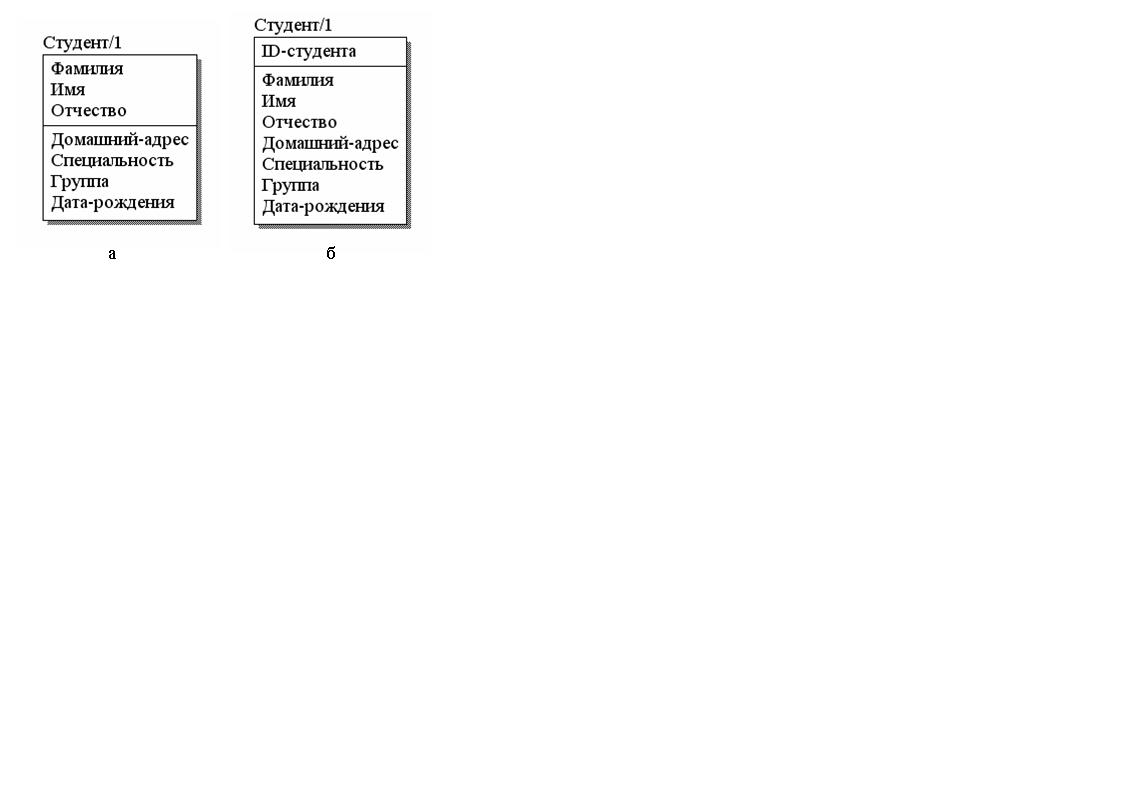 Студент/1
Фамилия
Имя
Отчество
Домашний-адрес
Специальность
Группа
Дата-рождения
а
Студент/1
ID-студента
Фамилия
Имя
Отчество
Домашний-адрес
Специальность
Группа
Дата-рождения
б